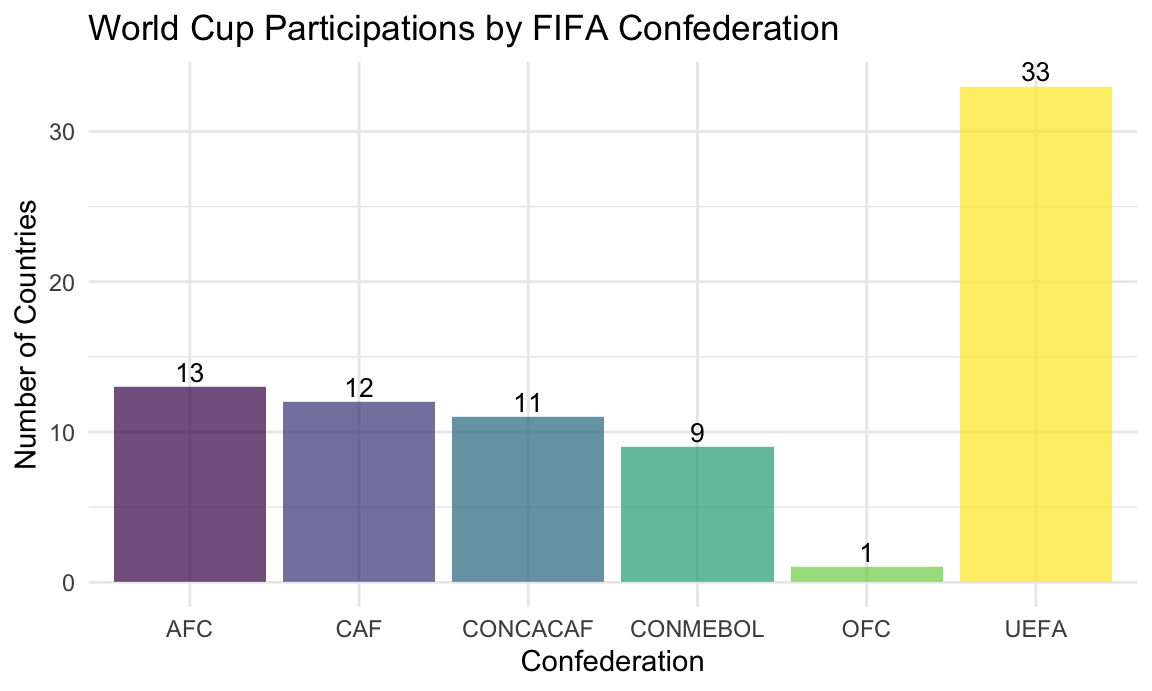 World Cup Participations by FIFA Confederation
33
30
Number of Countries
20
13
12
11
10
9
1
0
AFC CAF CONCACAF CONMEBOL OFC UEFA
Confederation